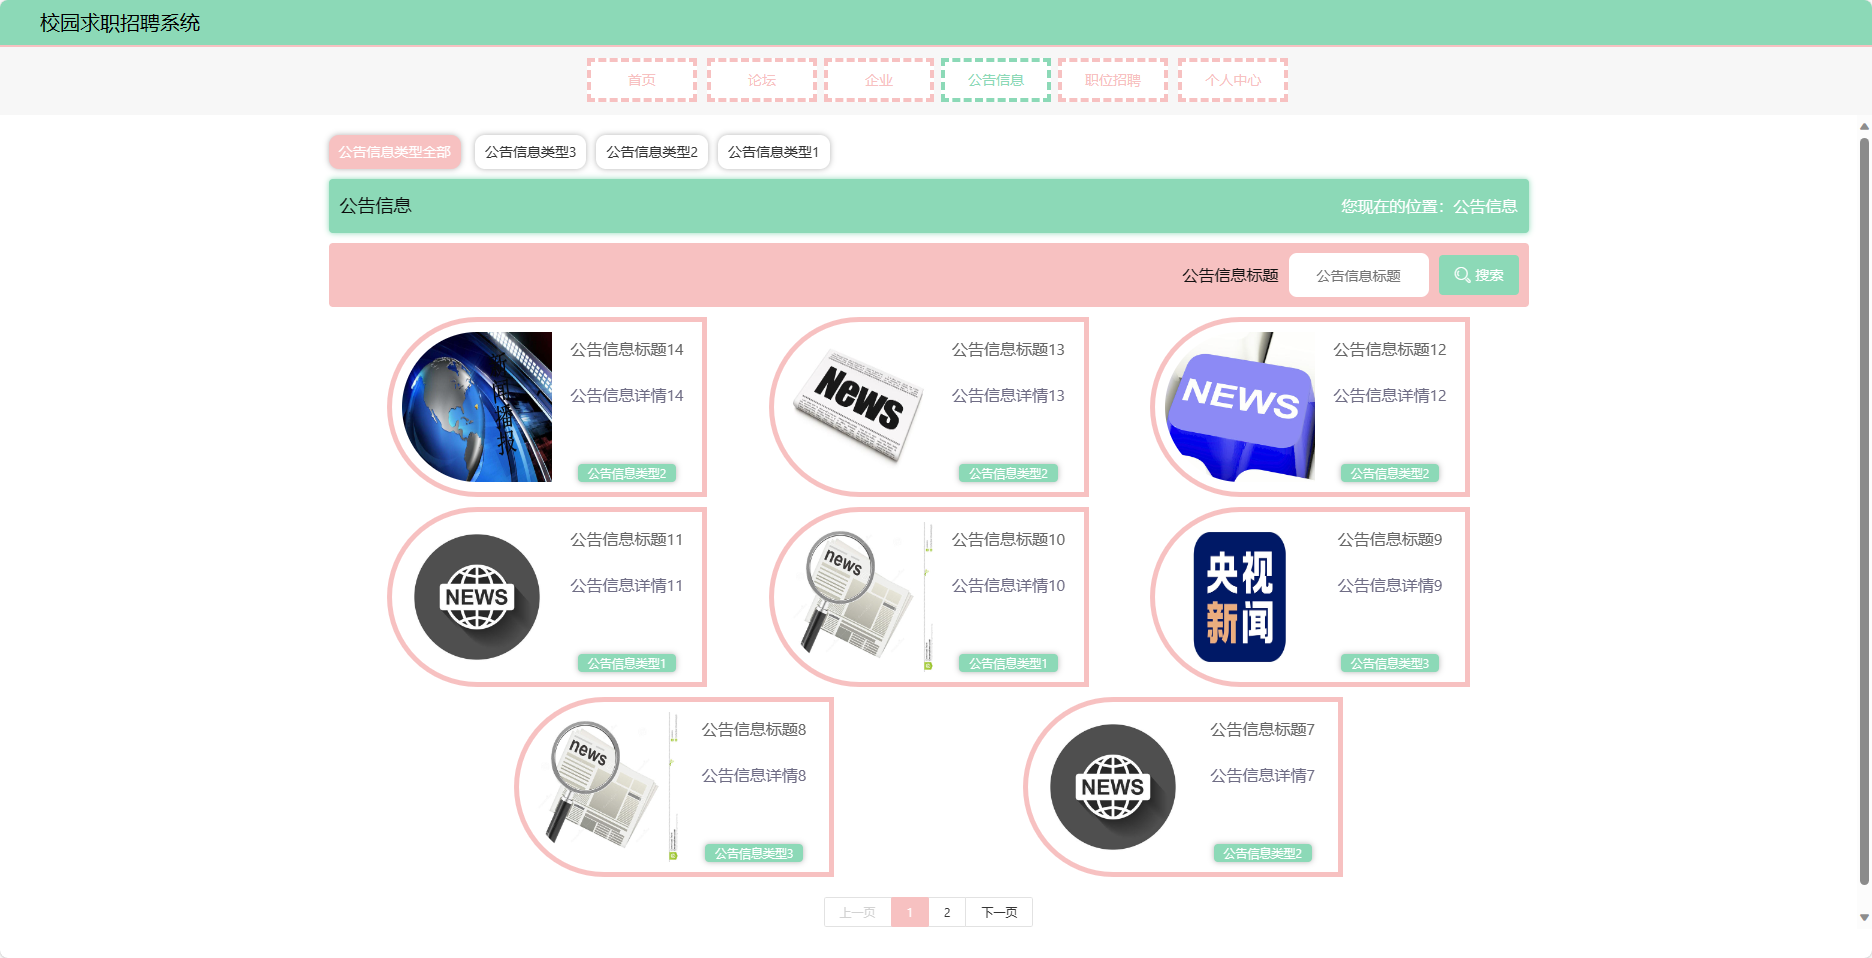 校园求职招聘系统
首页 论坛 企业 公告信息 职位招聘 个人中心
公告信息类型全部 公告信息类型3 公告信息类型2 公告信息类型1
公告信息 您现在的位置：公告信息
公告信息标题 公告信息标题 搜索
新闻播报
公告信息标题14
公告信息详情14
公告信息类型2
News
公告信息标题13
公告信息详情13
公告信息类型2
NEWS
公告信息标题12
公告信息详情12
公告信息类型2
NEWS
公告信息标题11
公告信息详情11
公告信息类型1
news
公告信息标题10
公告信息详情10
公告信息类型1
央视
新闻
公告信息标题9
公告信息详情9
公告信息类型3
news
公告信息标题8
公告信息详情8
公告信息类型3
NEWS
公告信息标题7
公告信息详情7
公告信息类型2
上一页 1 2 下一页